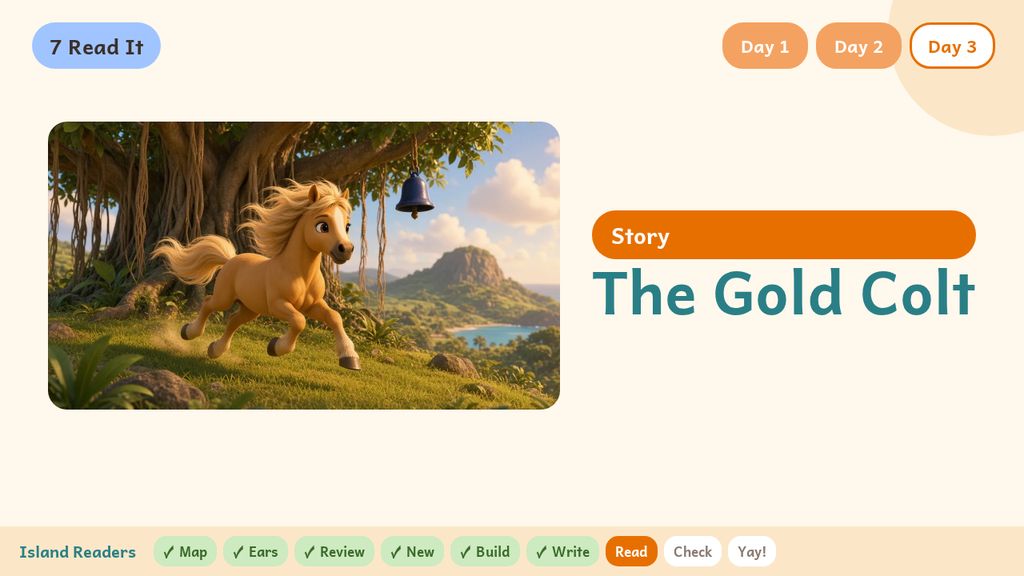 7 Read It
Day 1
Day 2
Day 3
Story
The Gold Colt
Island Readers
✓ Map
✓ Ears
✓ Review
✓ New
✓ Build
✓ Write
Read
Check
Yay!